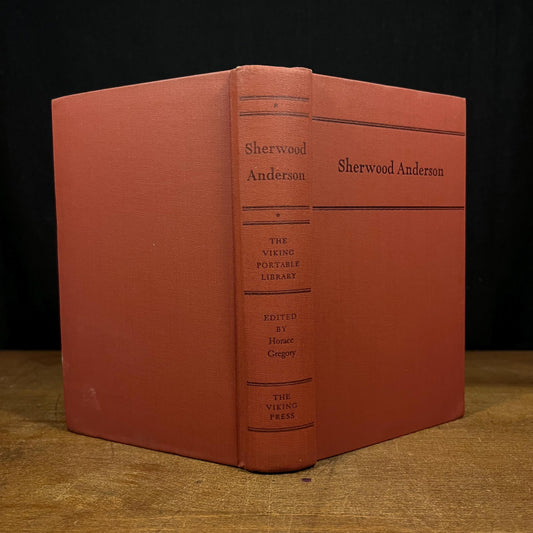 Sherwood
Anderson
THE
VIKING
PORTABLE
LIBRARY
EDITED
BY
Horace
Gregory
THE
VIKING
PRESS
Sherwood Anderson